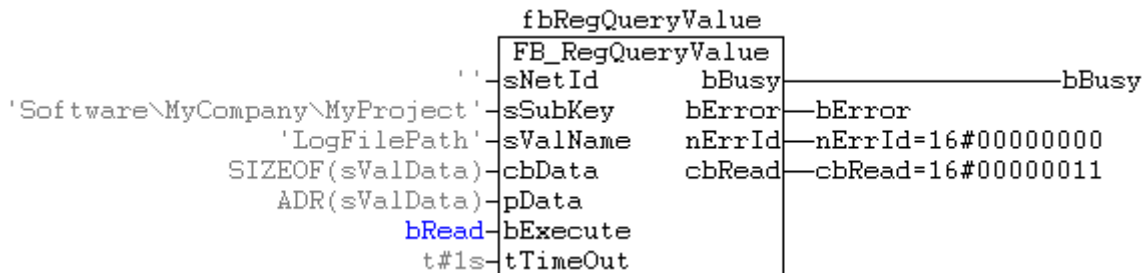 fbRegQueryValue
FB_RegQueryValue
''-sNetId bBusy bBusy
'Software\MyCompany\MyProject'-sSubKey bError bError
'LogFilePath'-sValName nErrId nErrId=16#00000000
SIZEOF(sValData)-cbData cbRead cbRead=16#00000011
ADR(sValData)-pData
bRead-bExecute
t#1s-tTimeOut